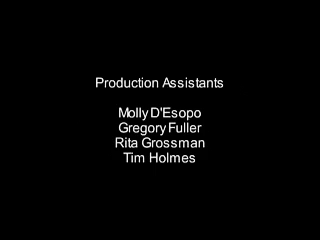 Production Assistants
Molly D'Esopo
Gregory Fuller
Rita Grossman
Tim Holmes